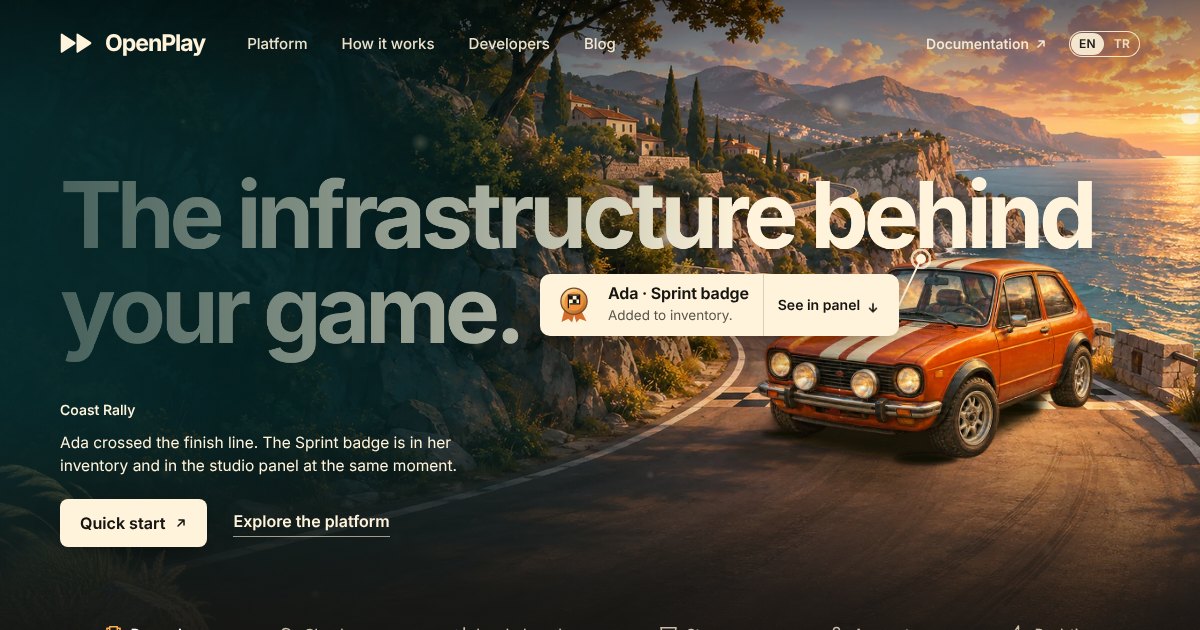 OpenPlay
Platform
How it works
Developers
Blog
Documentation ↗
EN
TR
The infrastructure behind
your game.
Ada · Sprint badge
Added to inventory.
See in panel ↓
Coast Rally
Ada crossed the finish line. The Sprint badge is in her
inventory and in the studio panel at the same moment.
Quick start ↗
Explore the platform